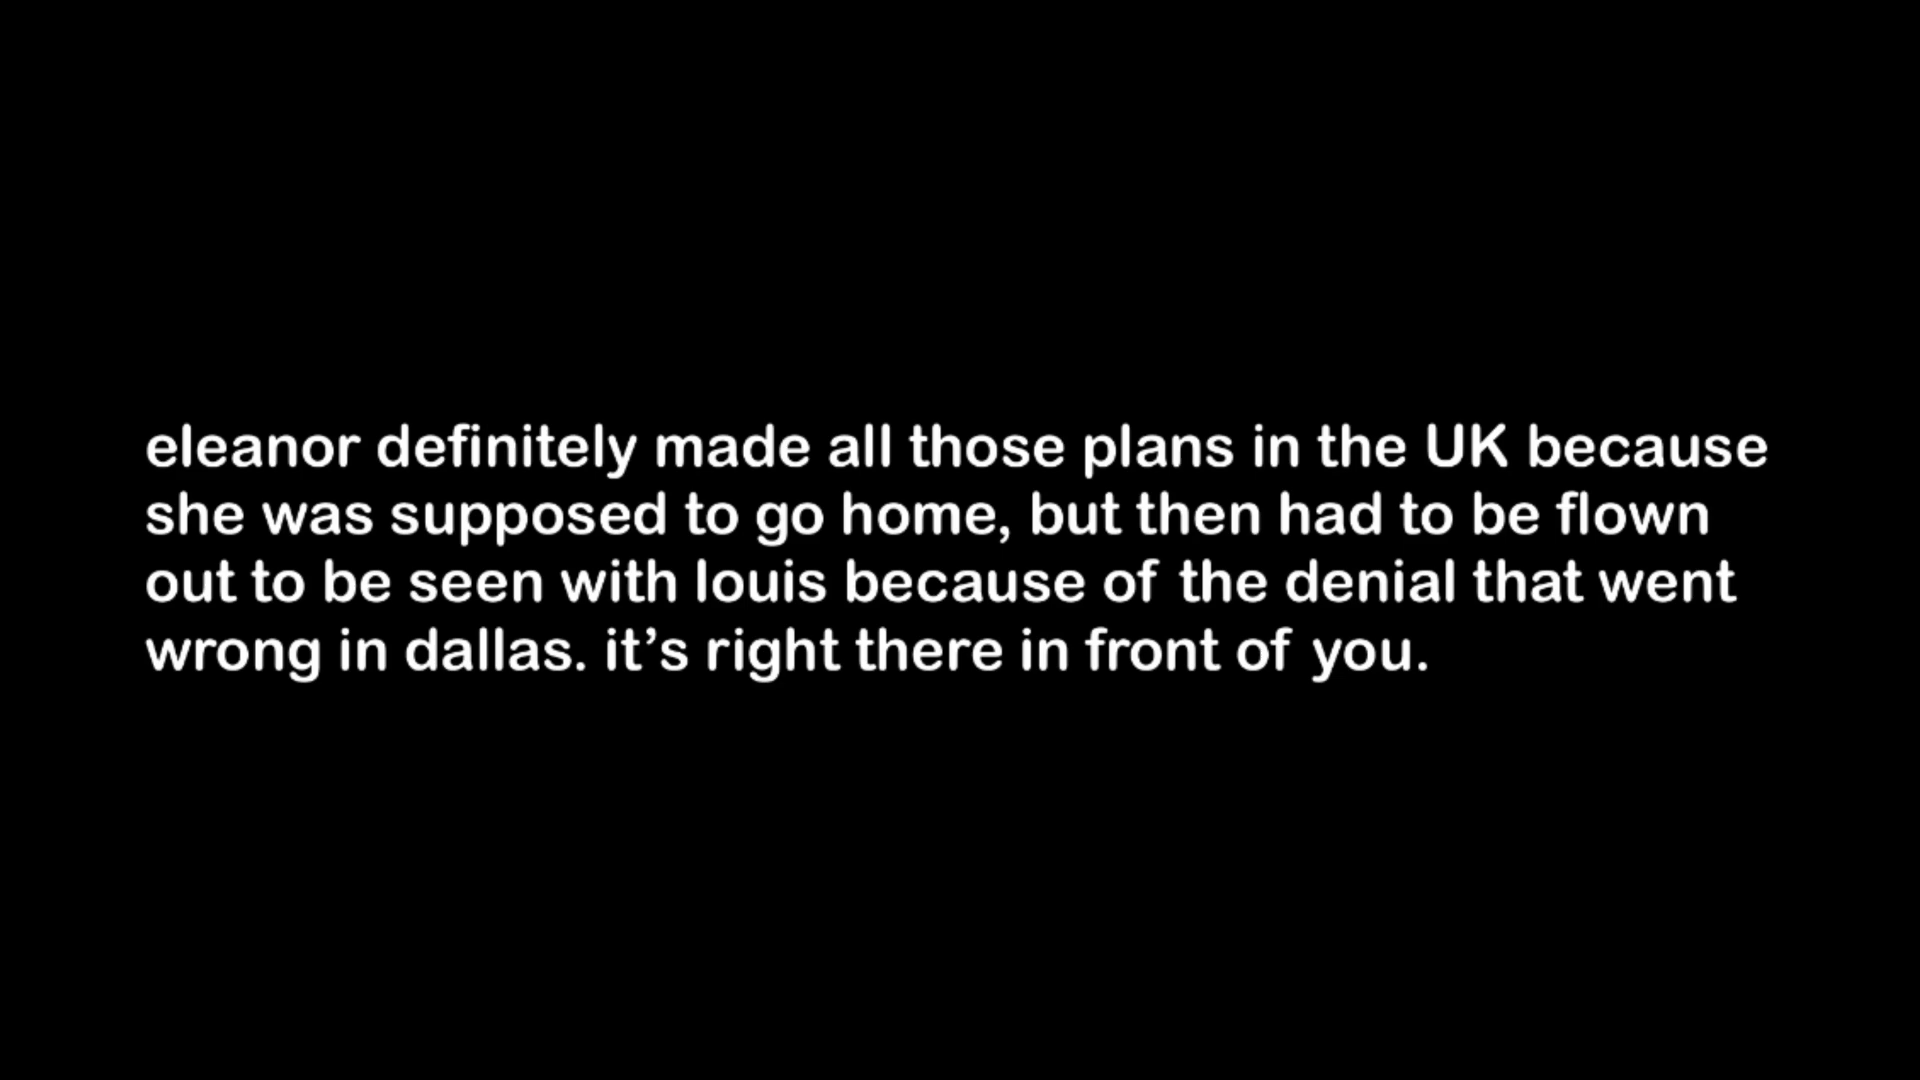 eleanor definitely made all those plans in the UK because
she was supposed to go home, but then had to be flown
out to be seen with louis because of the denial that went
wrong in dallas. it’s right there in front of you.